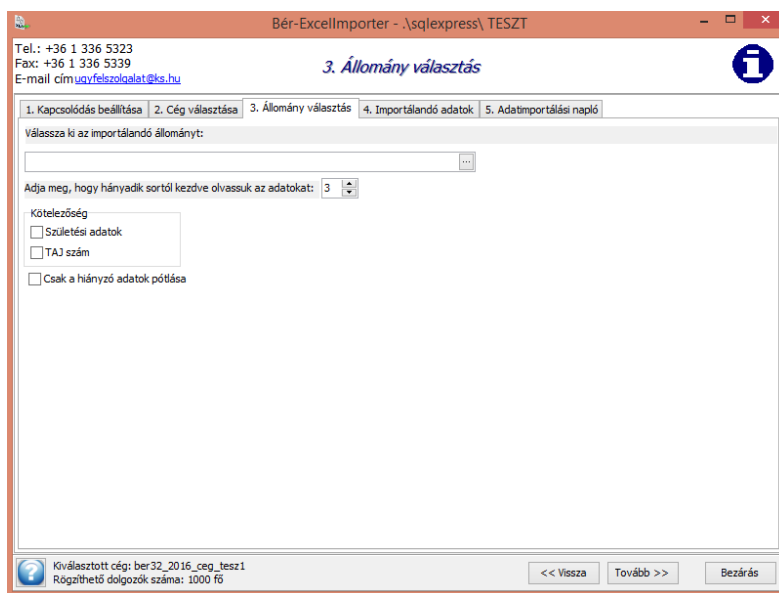 Bér-ExcelImporter - .\sqlexpress\ TESZT
Tel.: +36 1 336 5323
Fax: +36 1 336 5339
E-mail cím ugyfelszolgalat@ks.hu
3. Állomány választás
1. Kapcsolódás beállítása 2. Cég választása 3. Állomány választás 4. Importálandó adatok 5. Adatimportálási napló
Válassza ki az importálandó állományt:
...
Adja meg, hogy hányadik sortól kezdve olvassuk az adatokat: 3
Kötelezőség
Születési adatok
TAJ szám
Csak a hiányzó adatok pótlása
Kiválasztott cég: ber32_2016_ceg_tesz1
Rögzíthető dolgozók száma: 1000 fő
<< Vissza Tovább >> Bezárás